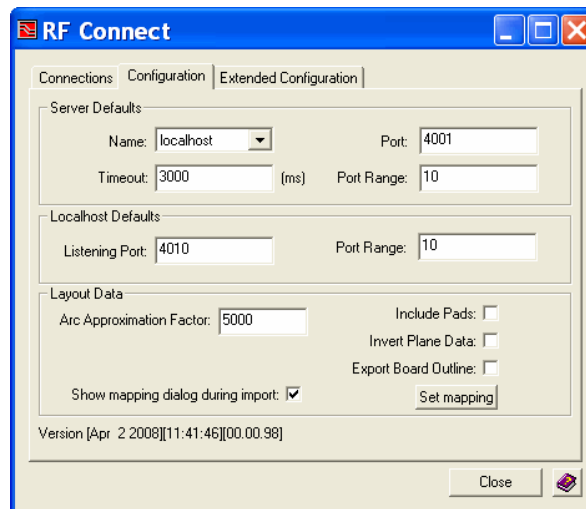 RF Connect
Connections Configuration Extended Configuration
Server Defaults
Name: localhost Port: 4001
Timeout: 3000 (ms) Port Range: 10
Localhost Defaults
Listening Port: 4010 Port Range: 10
Layout Data
Arc Approximation Factor: 5000 Include Pads:
Invert Plane Data:
Export Board Outline:
Show mapping dialog during import: Set mapping
Version [Apr 2 2008][11:41:46][00.00.98]
Close